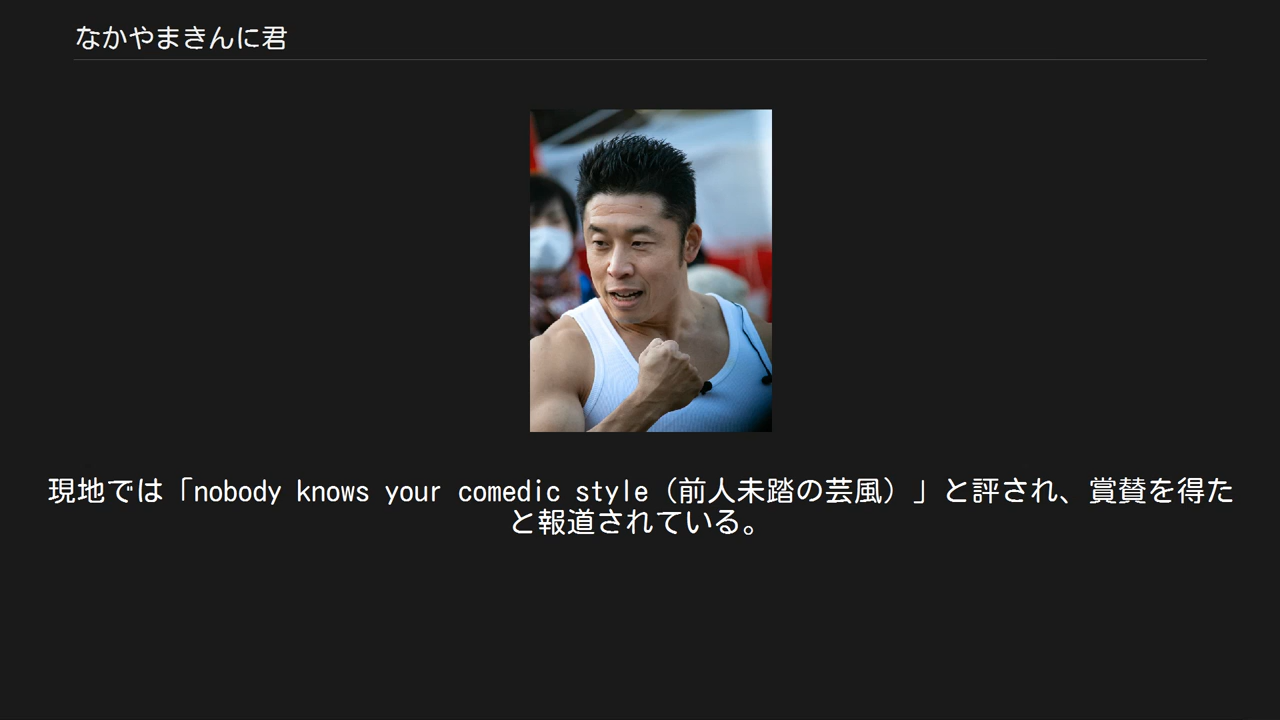 なかやまきんに君
現地では「nobody knows your comedic style（前人未踏の芸風）」と評され、賞賛を得た
と報道されている。